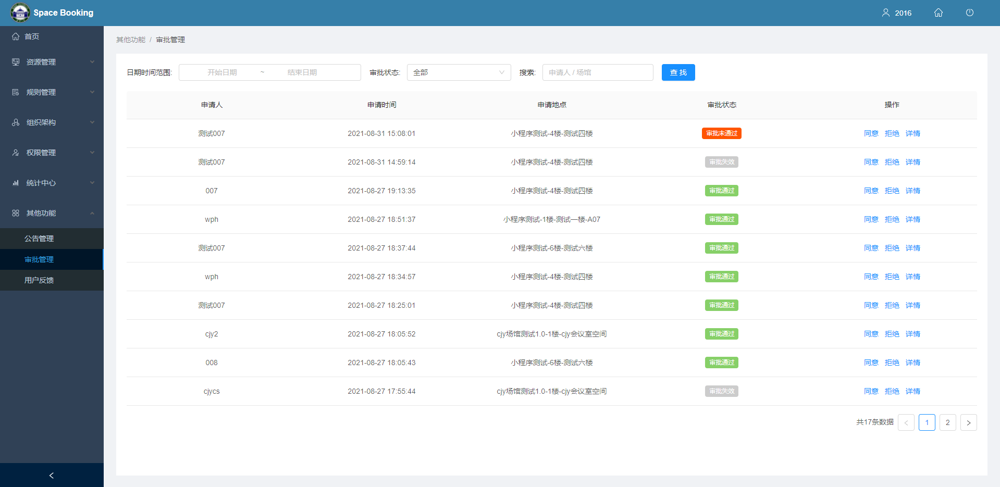 Space Booking
2016
首页
资源管理
规则管理
组织架构
权限管理
统计中心
其他功能
公告管理
审批管理
用户反馈
其他功能 / 审批管理
日期时间范围: 开始日期 ~ 结束日期 审批状态: 全部 搜索: 申请人 / 场馆 查 找
申请人 申请时间 申请地点 审批状态 操作
测试007 2021-08-31 15:08:01 小程序测试-4楼-测试四楼 审批未通过 同意 拒绝 详情
测试007 2021-08-31 14:59:14 小程序测试-4楼-测试四楼 审批失效 同意 拒绝 详情
007 2021-08-27 19:13:35 小程序测试-4楼-测试四楼 审批通过 同意 拒绝 详情
wph 2021-08-27 18:51:37 小程序测试-1楼-测试一楼-A07 审批通过 同意 拒绝 详情
测试007 2021-08-27 18:37:44 小程序测试-6楼-测试六楼 审批通过 同意 拒绝 详情
wph 2021-08-27 18:34:57 小程序测试-4楼-测试四楼 审批通过 同意 拒绝 详情
测试007 2021-08-27 18:25:01 小程序测试-4楼-测试四楼 审批通过 同意 拒绝 详情
cjy2 2021-08-27 18:05:52 cjy场馆测试1.0-1楼-cjy会议室空间 审批通过 同意 拒绝 详情
008 2021-08-27 18:05:43 小程序测试-6楼-测试六楼 审批通过 同意 拒绝 详情
cjycs 2021-08-27 17:55:44 cjy场馆测试1.0-1楼-cjy会议室空间 审批失效 同意 拒绝 详情
共17条数据 < 1 2 >